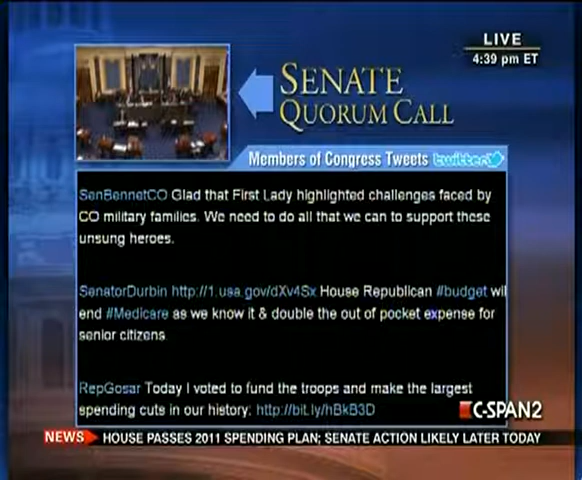 LIVE
4:39 pm ET
SENATE
QUORUM CALL
Members of Congress Tweets twitter
SenBennetCO Glad that First Lady highlighted challenges faced by
CO military families. We need to do all that we can to support these
unsung heroes.
SenatorDurbin http://1.usa.gov/dXv4Sx House Republican #budget wil
end #Medicare as we know it & double the out of pocket expense for
senior citizens
RepGosar Today I voted to fund the troops and make the largest
spending cuts in our history: http://bit.ly/hBkB3D
C-SPAN2
NEWS HOUSE PASSES 2011 SPENDING PLAN; SENATE ACTION LIKELY LATER TODAY